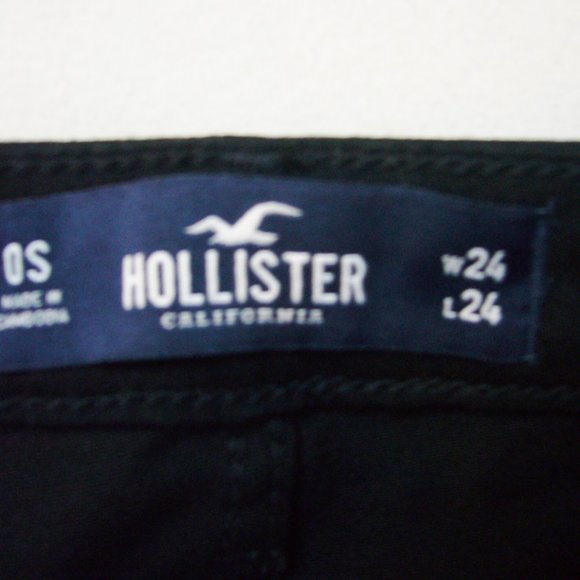 0S
MADE IN
CAMBODIA
HOLLISTER
CALIFORNIA
W24
L24